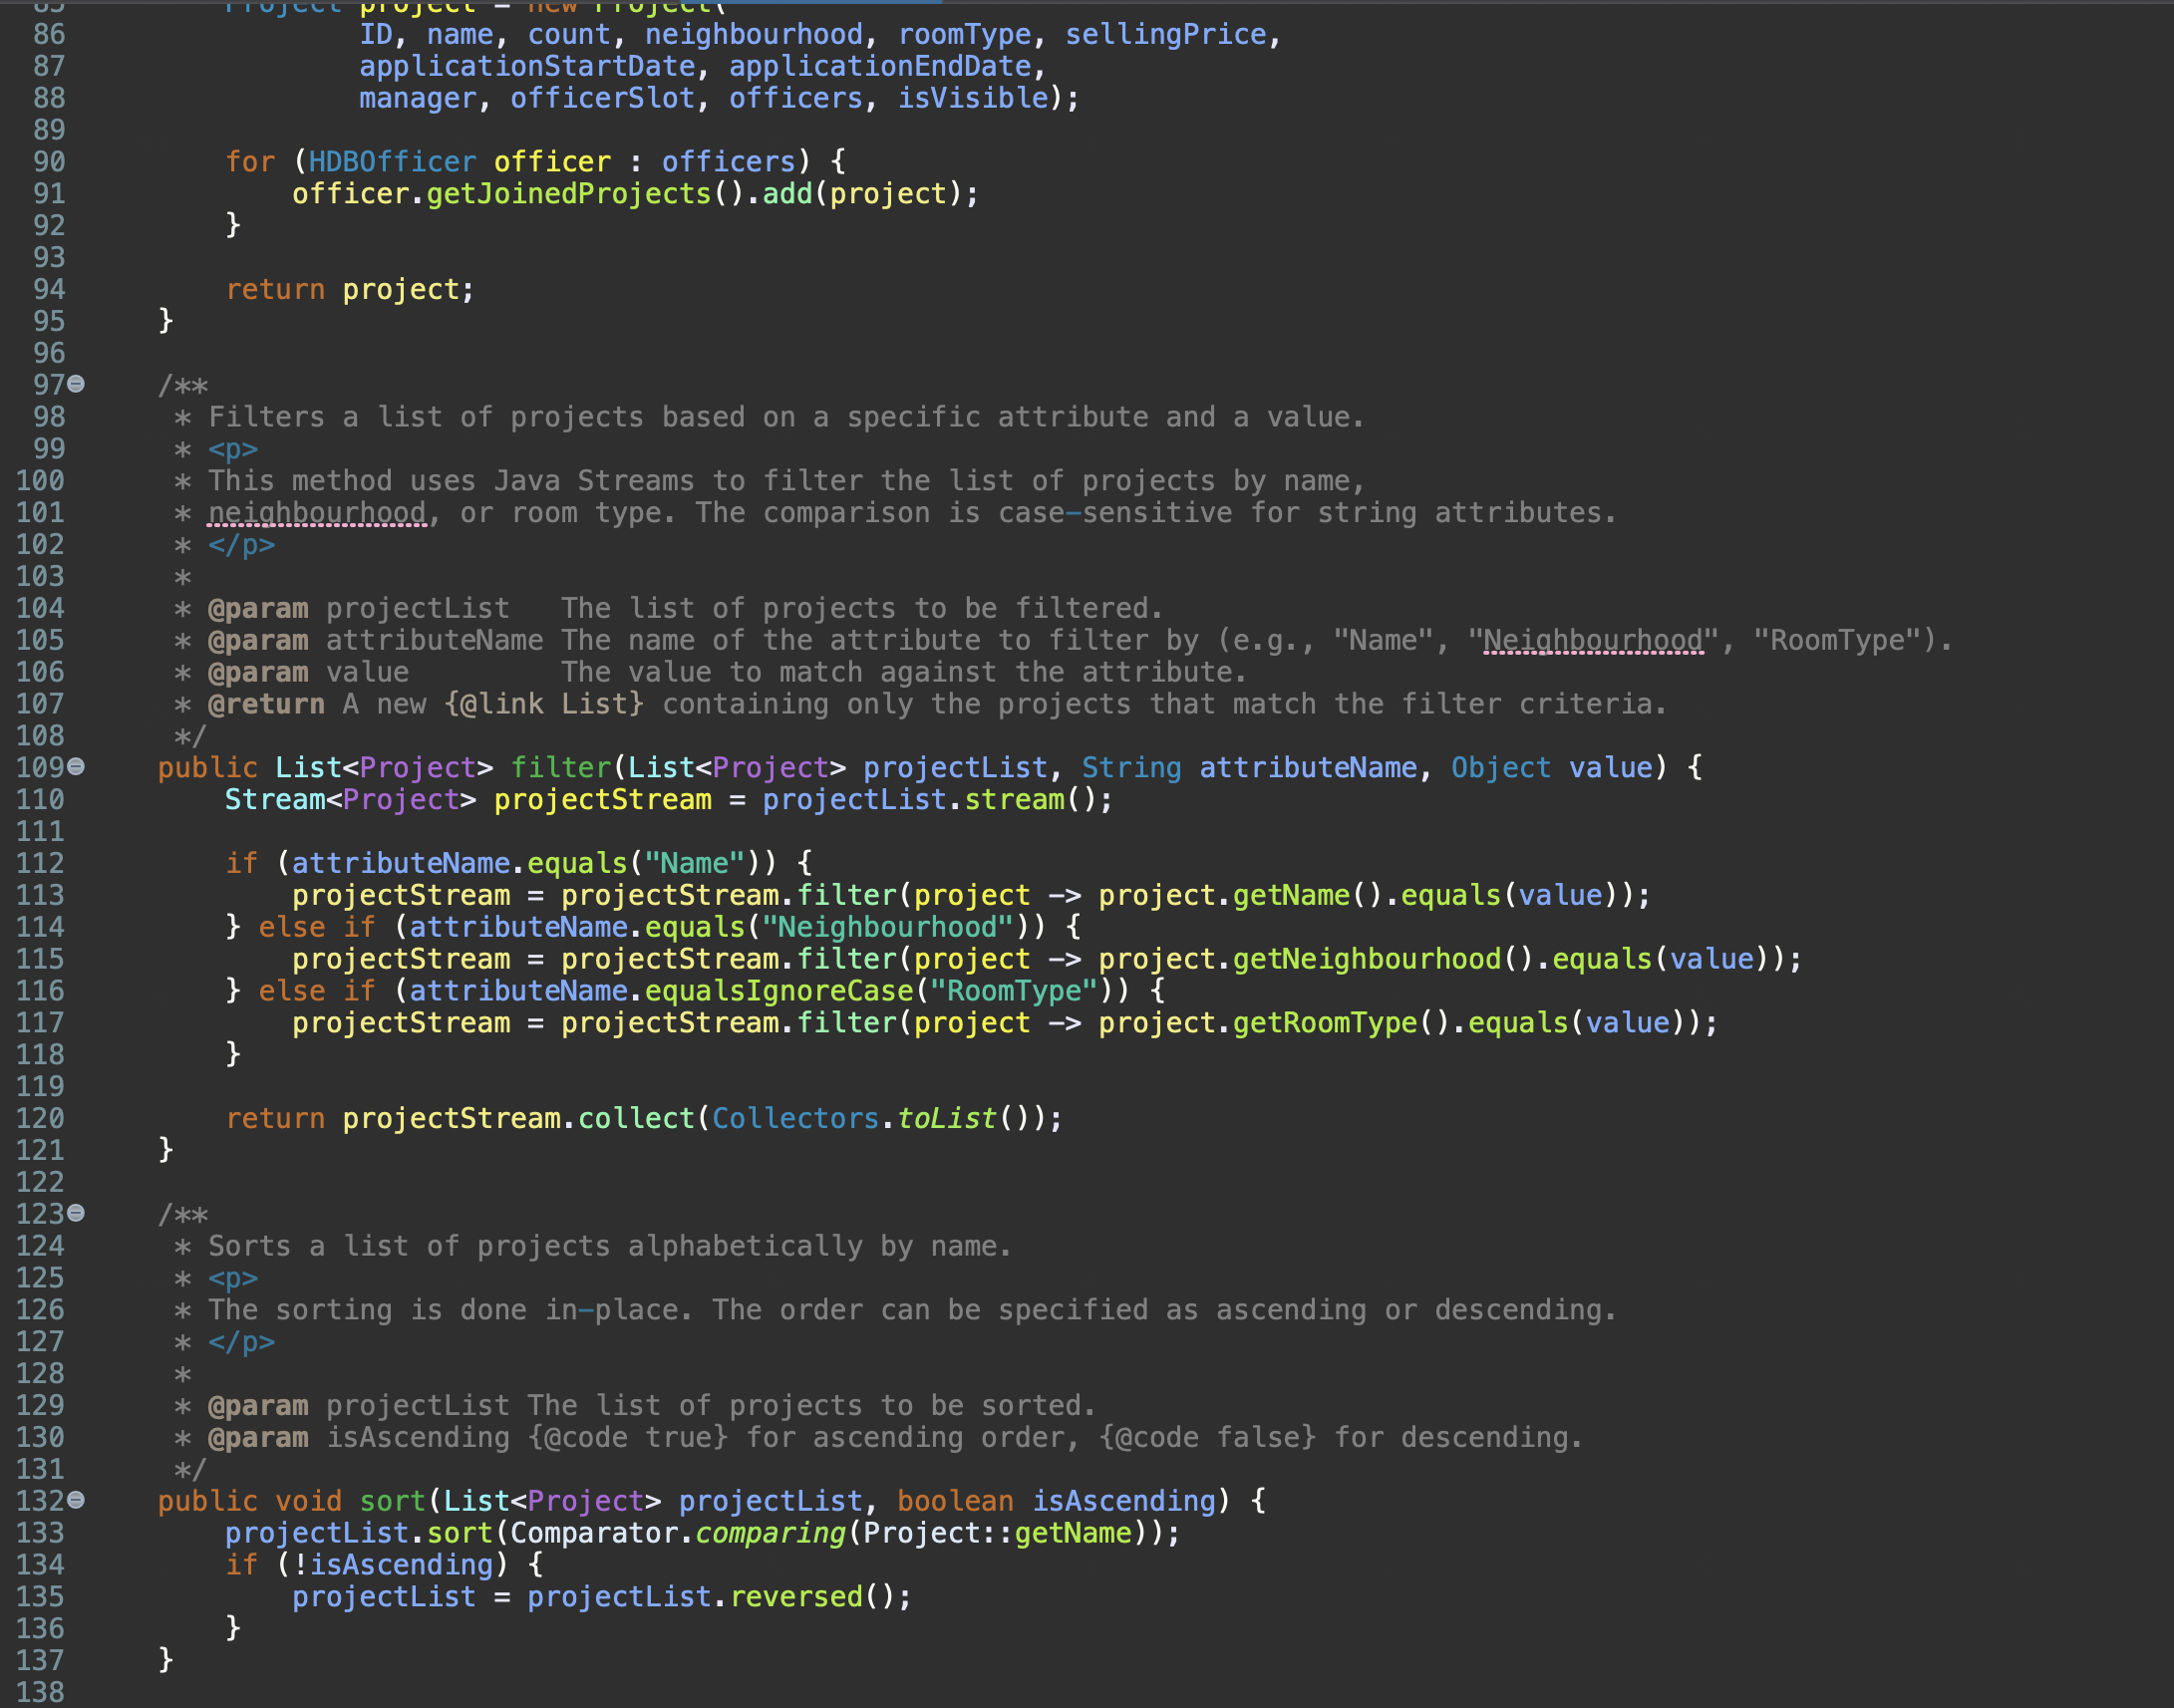 85 Project project = new Project(
86 ID, name, count, neighbourhood, roomType, sellingPrice,
87 applicationStartDate, applicationEndDate,
88 manager, officerSlot, officers, isVisible);
89
90 for (HDBOfficer officer : officers) {
91 officer.getJoinedProjects().add(project);
92 }
93
94 return project;
95 }
96
97 /**
98 * Filters a list of projects based on a specific attribute and a value.
99 * <p>
100 * This method uses Java Streams to filter the list of projects by name,
101 * neighbourhood, or room type. The comparison is case-sensitive for string attributes.
102 * </p>
103 *
104 * @param projectList   The list of projects to be filtered.
105 * @param attributeName The name of the attribute to filter by (e.g., "Name", "Neighbourhood", "RoomType").
106 * @param value         The value to match against the attribute.
107 * @return A new {@link List} containing only the projects that match the filter criteria.
108 */
109 public List<Project> filter(List<Project> projectList, String attributeName, Object value) {
110 Stream<Project> projectStream = projectList.stream();
111
112 if (attributeName.equals("Name")) {
113 projectStream = projectStream.filter(project -> project.getName().equals(value));
114 } else if (attributeName.equals("Neighbourhood")) {
115 projectStream = projectStream.filter(project -> project.getNeighbourhood().equals(value));
116 } else if (attributeName.equalsIgnoreCase("RoomType")) {
117 projectStream = projectStream.filter(project -> project.getRoomType().equals(value));
118 }
119
120 return projectStream.collect(Collectors.toList());
121 }
122
123 /**
124 * Sorts a list of projects alphabetically by name.
125 * <p>
126 * The sorting is done in-place. The order can be specified as ascending or descending.
127 * </p>
128 *
129 * @param projectList The list of projects to be sorted.
130 * @param isAscending {@code true} for ascending order, {@code false} for descending.
131 */
132 public void sort(List<Project> projectList, boolean isAscending) {
133 projectList.sort(Comparator.comparing(Project::getName));
134 if (!isAscending) {
135 projectList = projectList.reversed();
136 }
137 }
138